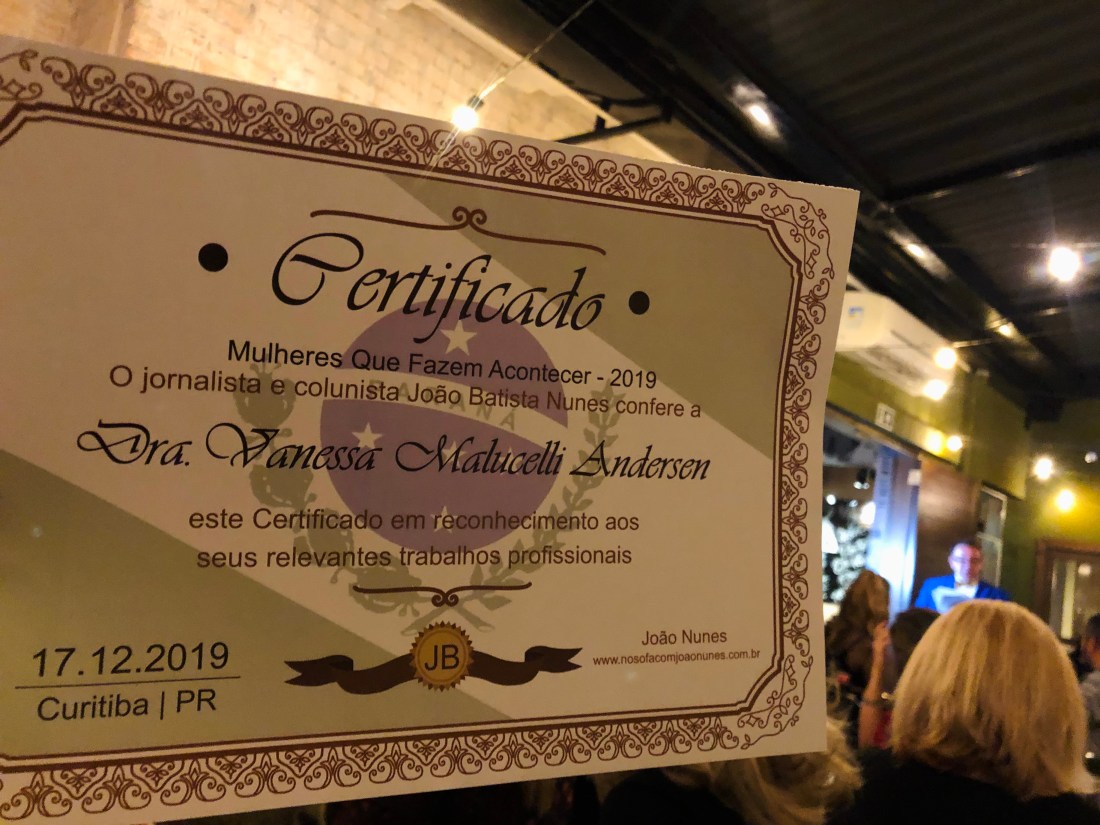 Certificado
Mulheres Que Fazem Acontecer - 2019
O jornalista e colunista João Batista Nunes confere a
PARANÁ
Dra. Vanessa Malucelli Andersen
este Certificado em reconhecimento aos
seus relevantes trabalhos profissionais
17.12.2019
Curitiba | PR
JB
João Nunes
www.nosofacomjoaonunes.com.br